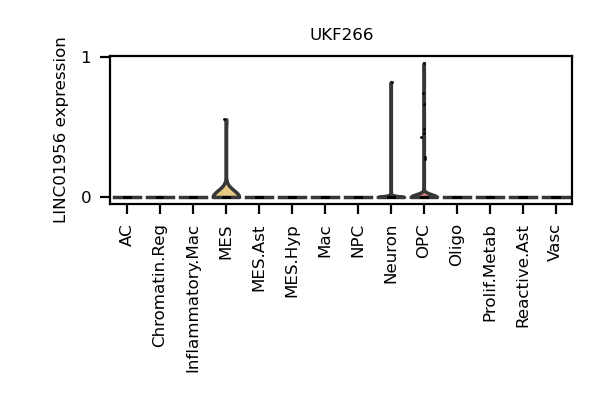 UKF266
LINC01956 expression
1
0
AC
Chromatin.Reg
Inflammatory.Mac
MES
MES.Ast
MES.Hyp
Mac
NPC
Neuron
OPC
Oligo
Prolif.Metab
Reactive.Ast
Vasc